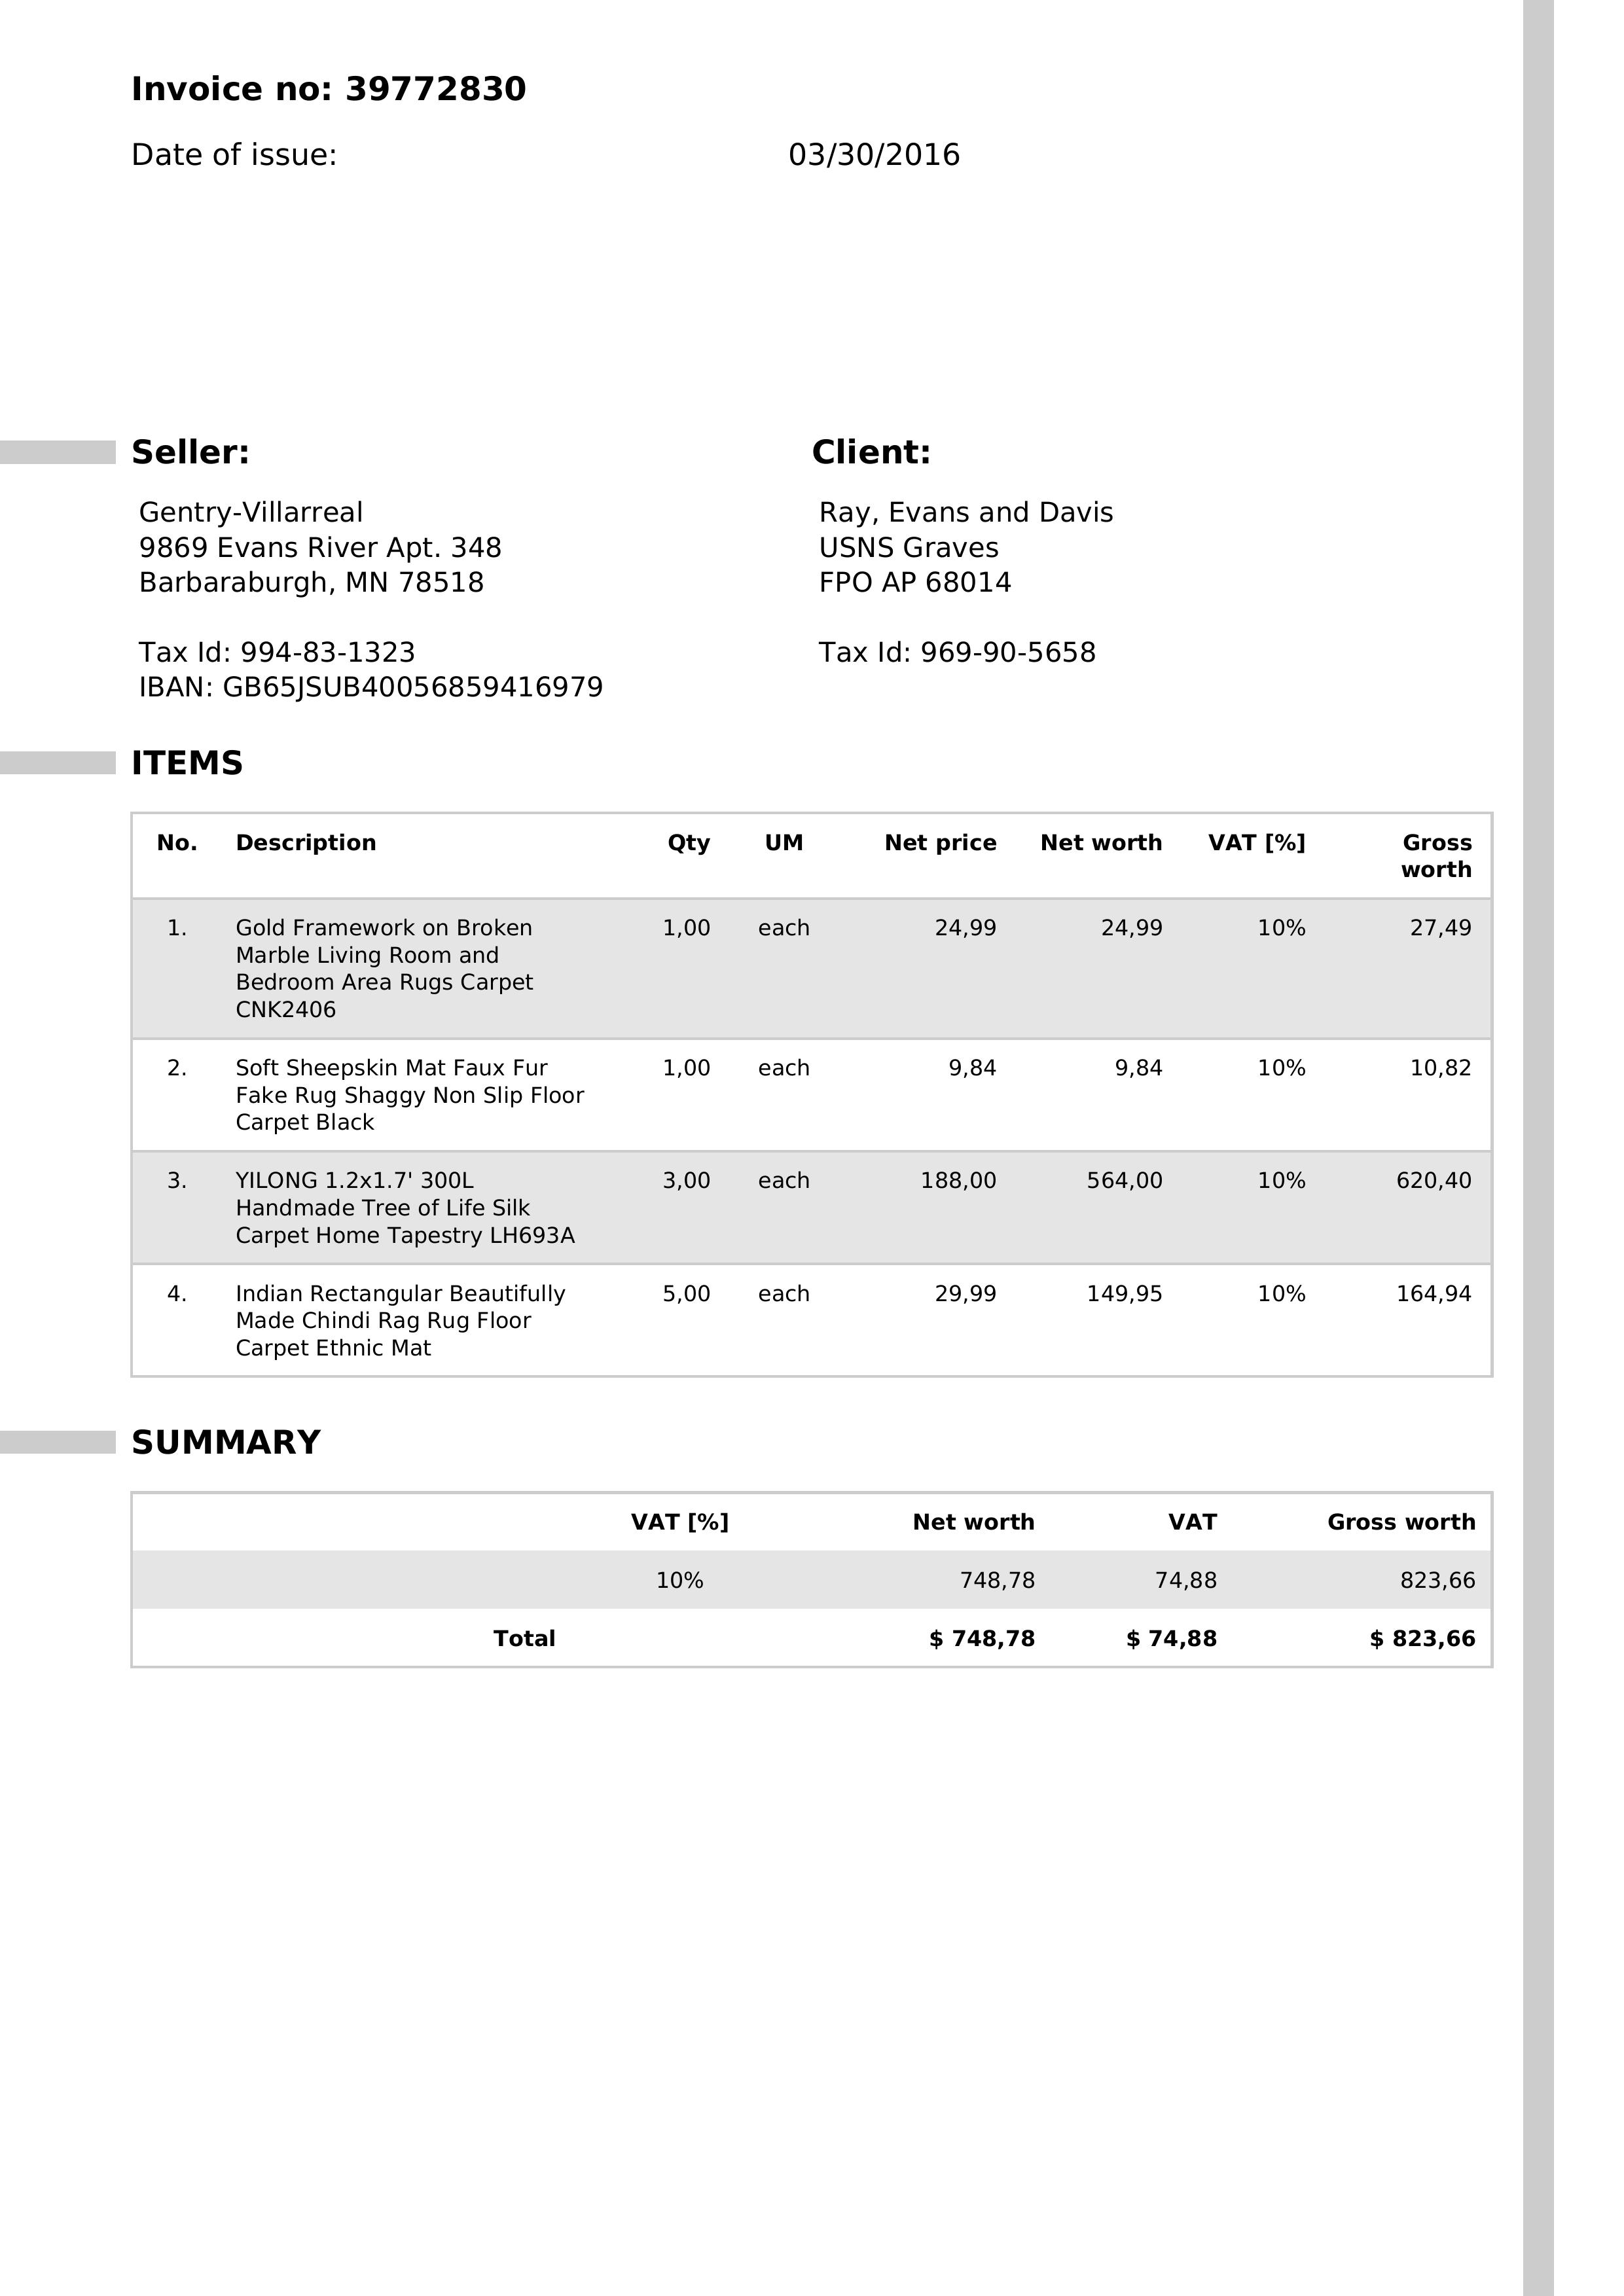 Invoice no: 39772830
Date of issue: 03/30/2016
Seller:
Gentry-Villarreal
9869 Evans River Apt. 348
Barbaraburgh, MN 78518
Tax Id: 994-83-1323
IBAN: GB65JSUB40056859416979
Client:
Ray, Evans and Davis
USNS Graves
FPO AP 68014
Tax Id: 969-90-5658
ITEMS
No. Description Qty UM Net price Net worth VAT [%] Gross
worth
1. Gold Framework on Broken 1,00 each 24,99 24,99 10% 27,49
Marble Living Room and
Bedroom Area Rugs Carpet
CNK2406
2. Soft Sheepskin Mat Faux Fur 1,00 each 9,84 9,84 10% 10,82
Fake Rug Shaggy Non Slip Floor
Carpet Black
3. YILONG 1.2x1.7' 300L 3,00 each 188,00 564,00 10% 620,40
Handmade Tree of Life Silk
Carpet Home Tapestry LH693A
4. Indian Rectangular Beautifully 5,00 each 29,99 149,95 10% 164,94
Made Chindi Rag Rug Floor
Carpet Ethnic Mat
SUMMARY
VAT [%] Net worth VAT Gross worth
10% 748,78 74,88 823,66
Total $ 748,78 $ 74,88 $ 823,66